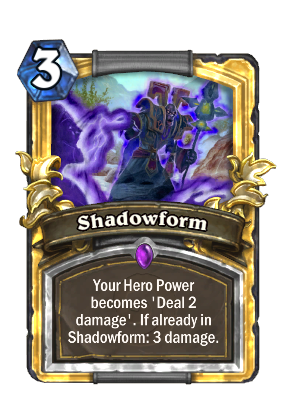 3
Shadowform
Your Hero Power
becomes 'Deal 2
damage'. If already in
Shadowform: 3 damage.